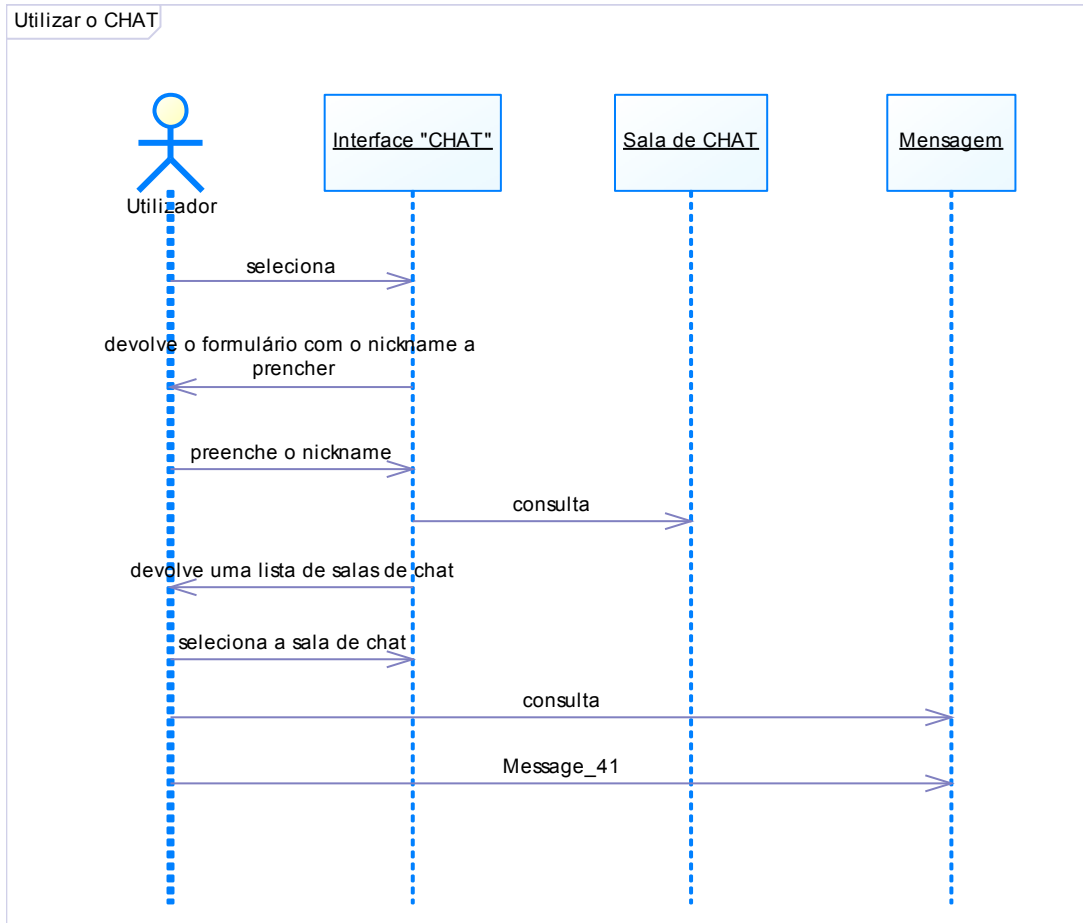 Utilizar o CHAT
Interface "CHAT"
Sala de CHAT
Mensagem
Utilizador
seleciona
devolve o formulário com o nickname a
prencher
preenche o nickname
consulta
devolve uma lista de salas de chat
seleciona a sala de chat
consulta
Message_41